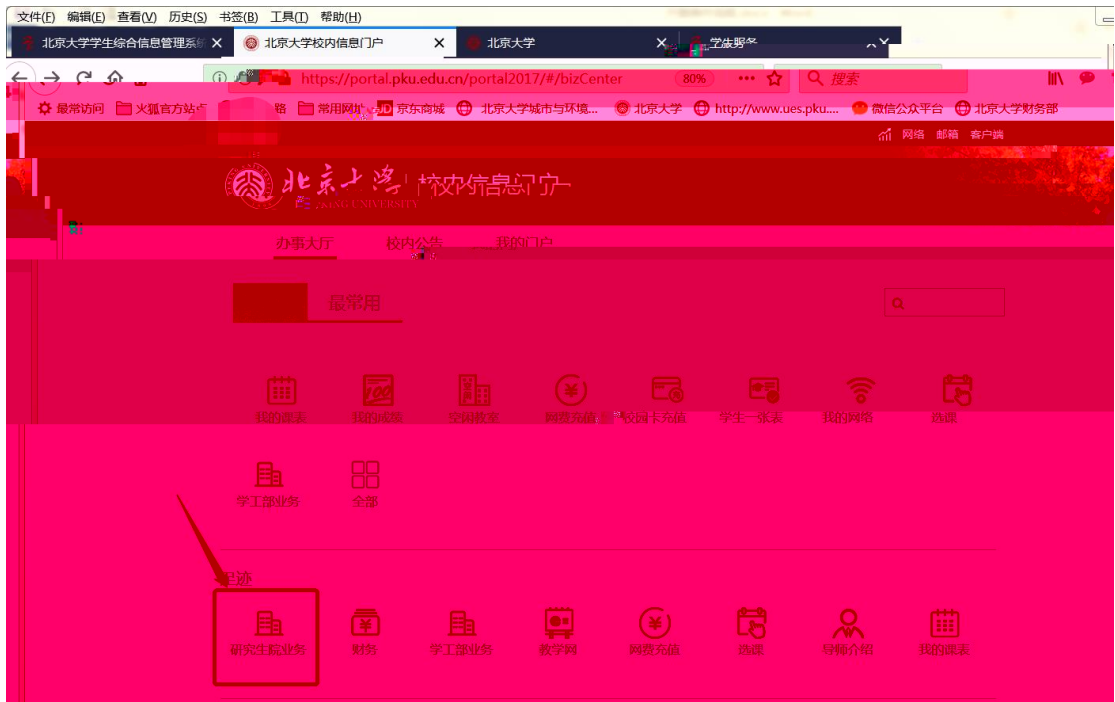 文件(F) 编辑(E) 查看(V) 历史(S) 书签(B) 工具(T) 帮助(H)
北京大学学生综合信息管理系统 北京大学校内信息门户 北京大学
https://portal.pku.edu.cn/portal2017/#/bizCenter 80% 搜索
最常访问 火狐官方站点 常用网址 JD 京东商城 北京大学城市与环境... 北京大学 http://www.ues.pku.... 微信公众平台 北京大学财务部
网络 邮箱 客户端
北京大学 校内信息门户
PEKING UNIVERSITY
办事大厅 校内公告 我的门户
最常用
我的课表 我的成绩 空闲教室 网费充值 校园卡充值 学生一张表 我的网络 选课
学工部业务 全部
足迹
研究生院业务 财务 学工部业务 教学网 网费充值 选课 导师介绍 我的课表